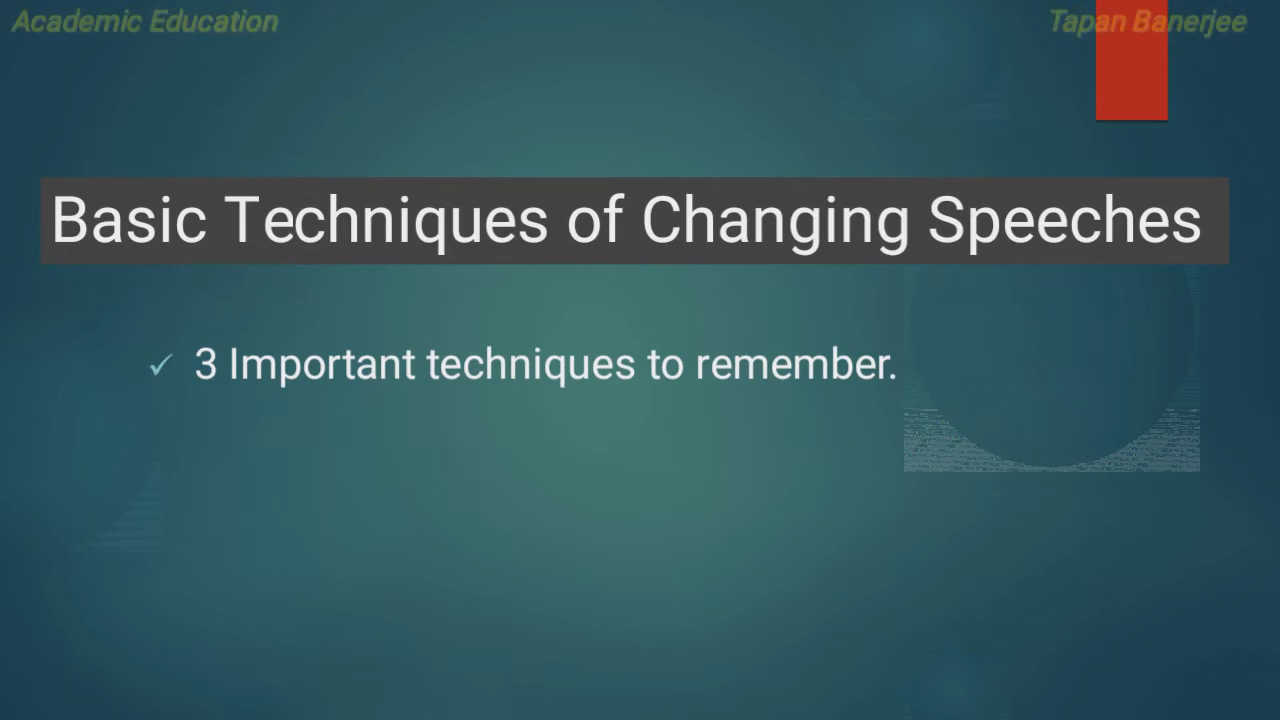 Academic Education
Tapan Banerjee
Basic Techniques of Changing Speeches
✓ 3 Important techniques to remember.